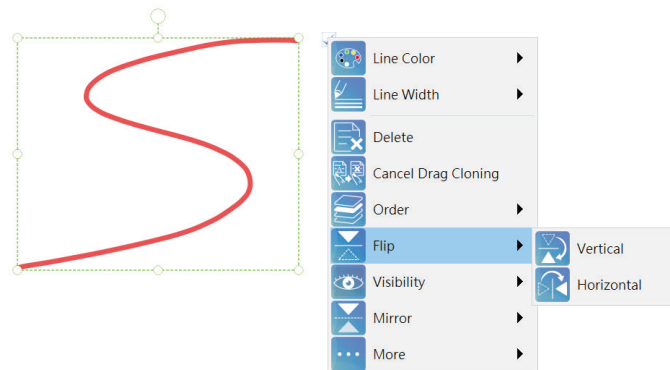 Line Color
Line Width
Delete
Cancel Drag Cloning
Order
Flip
Vertical
Horizontal
Visibility
Mirror
More